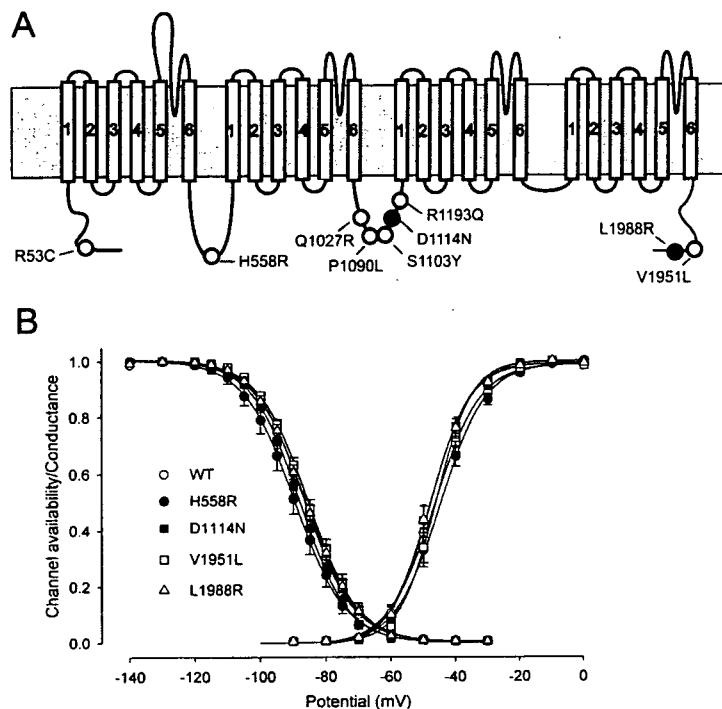 A
1 2 3 4 5 6 1 2 3 4 5 6 1 2 3 4 5 6 1 2 3 4 5 6
R53C
H558R
Q1027R
P1090L
S1103Y
D1114N
R1193Q
L1988R
V1951L
B
Channel availability/Conductance
1.0
0.8
0.6
0.4
0.2
0.0
WT
H558R
D1114N
V1951L
L1988R
-140 -120 -100 -80 -60 -40 -20 0
Potential (mV)